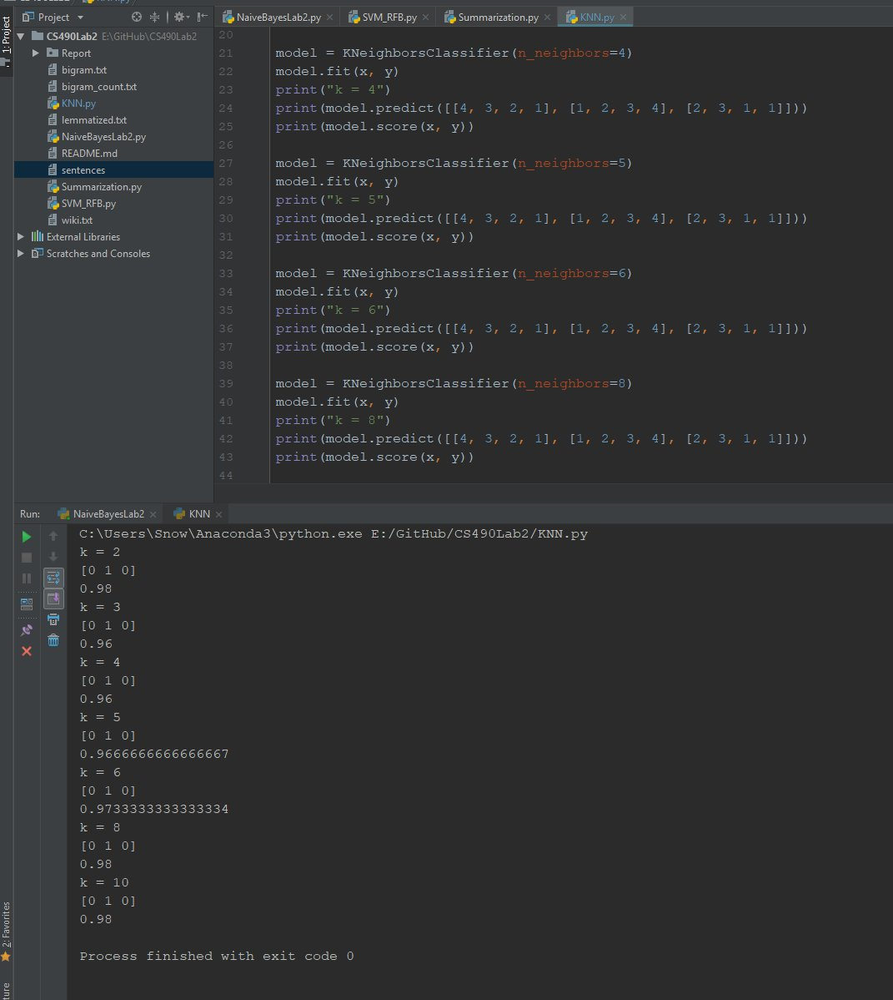 Project
CS490Lab2 E:\GitHub\CS490Lab2
Report
bigram.txt
bigram_count.txt
KNN.py
lemmatized.txt
NaiveBayesLab2.py
README.md
sentences
Summarization.py
SVM_RFB.py
wiki.txt
External Libraries
Scratches and Consoles
1: Project
2: Favorites
NaiveBayesLab2.py
SVM_RFB.py
Summarization.py
KNN.py
20
21 model = KNeighborsClassifier(n_neighbors=4)
22 model.fit(x, y)
23 print("k = 4")
24 print(model.predict([[4, 3, 2, 1], [1, 2, 3, 4], [2, 3, 1, 1]]))
25 print(model.score(x, y))
26
27 model = KNeighborsClassifier(n_neighbors=5)
28 model.fit(x, y)
29 print("k = 5")
30 print(model.predict([[4, 3, 2, 1], [1, 2, 3, 4], [2, 3, 1, 1]]))
31 print(model.score(x, y))
32
33 model = KNeighborsClassifier(n_neighbors=6)
34 model.fit(x, y)
35 print("k = 6")
36 print(model.predict([[4, 3, 2, 1], [1, 2, 3, 4], [2, 3, 1, 1]]))
37 print(model.score(x, y))
38
39 model = KNeighborsClassifier(n_neighbors=8)
40 model.fit(x, y)
41 print("k = 8")
42 print(model.predict([[4, 3, 2, 1], [1, 2, 3, 4], [2, 3, 1, 1]]))
43 print(model.score(x, y))
44
Run: NaiveBayesLab2 KNN
C:\Users\Snow\Anaconda3\python.exe E:/GitHub/CS490Lab2/KNN.py
k = 2
[0 1 0]
0.98
k = 3
[0 1 0]
0.96
k = 4
[0 1 0]
0.96
k = 5
[0 1 0]
0.9666666666666667
k = 6
[0 1 0]
0.9733333333333334
k = 8
[0 1 0]
0.98
k = 10
[0 1 0]
0.98
Process finished with exit code 0